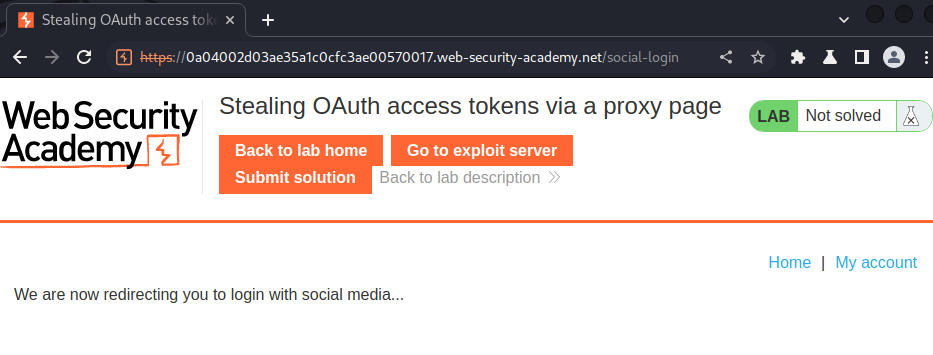 Stealing OAuth access tok
https://0a04002d03ae35a1c0cfc3ae00570017.web-security-academy.net/social-login
Web Security
Academy
Stealing OAuth access tokens via a proxy page
LAB Not solved
Back to lab home Go to exploit server
Submit solution Back to lab description
Home | My account
We are now redirecting you to login with social media...